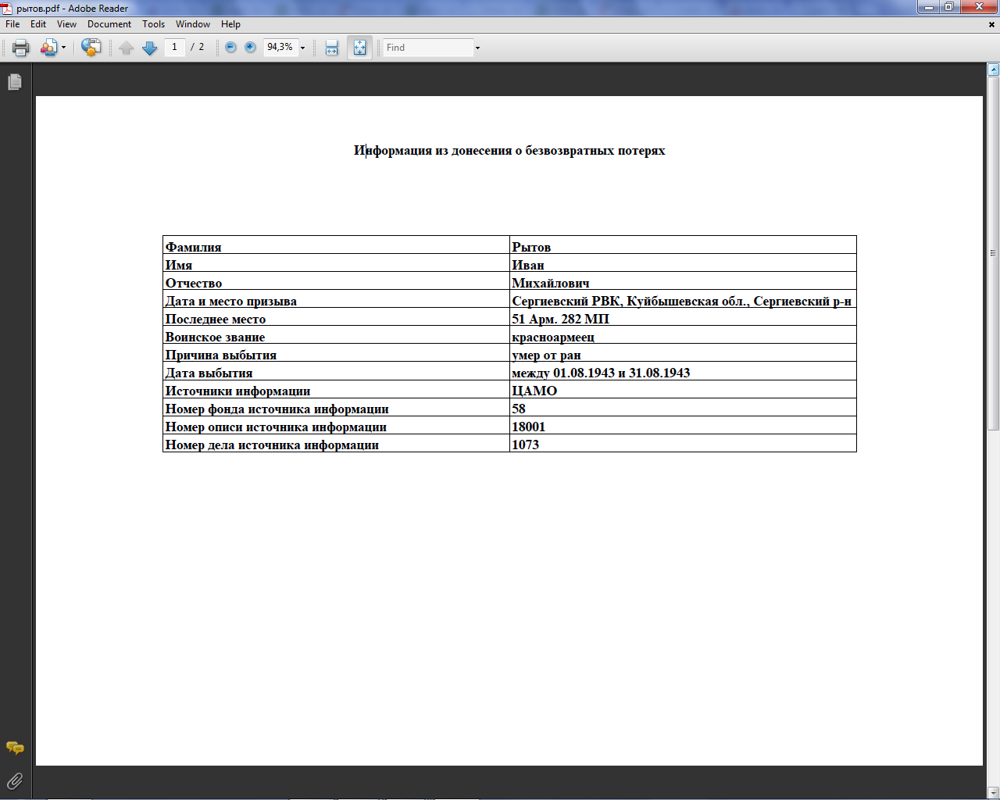 рытов.pdf - Adobe Reader
File Edit View Document Tools Window Help
1 / 2 94,3% Find
Информация из донесения о безвозвратных потерях
Фамилия Рытов
Имя Иван
Отчество Михайлович
Дата и место призыва Сергиевский РВК, Куйбышевская обл., Сергиевский р-н
Последнее место 51 Арм. 282 МП
Воинское звание красноармеец
Причина выбытия умер от ран
Дата выбытия между 01.08.1943 и 31.08.1943
Источники информации ЦАМО
Номер фонда источника информации 58
Номер описи источника информации 18001
Номер дела источника информации 1073